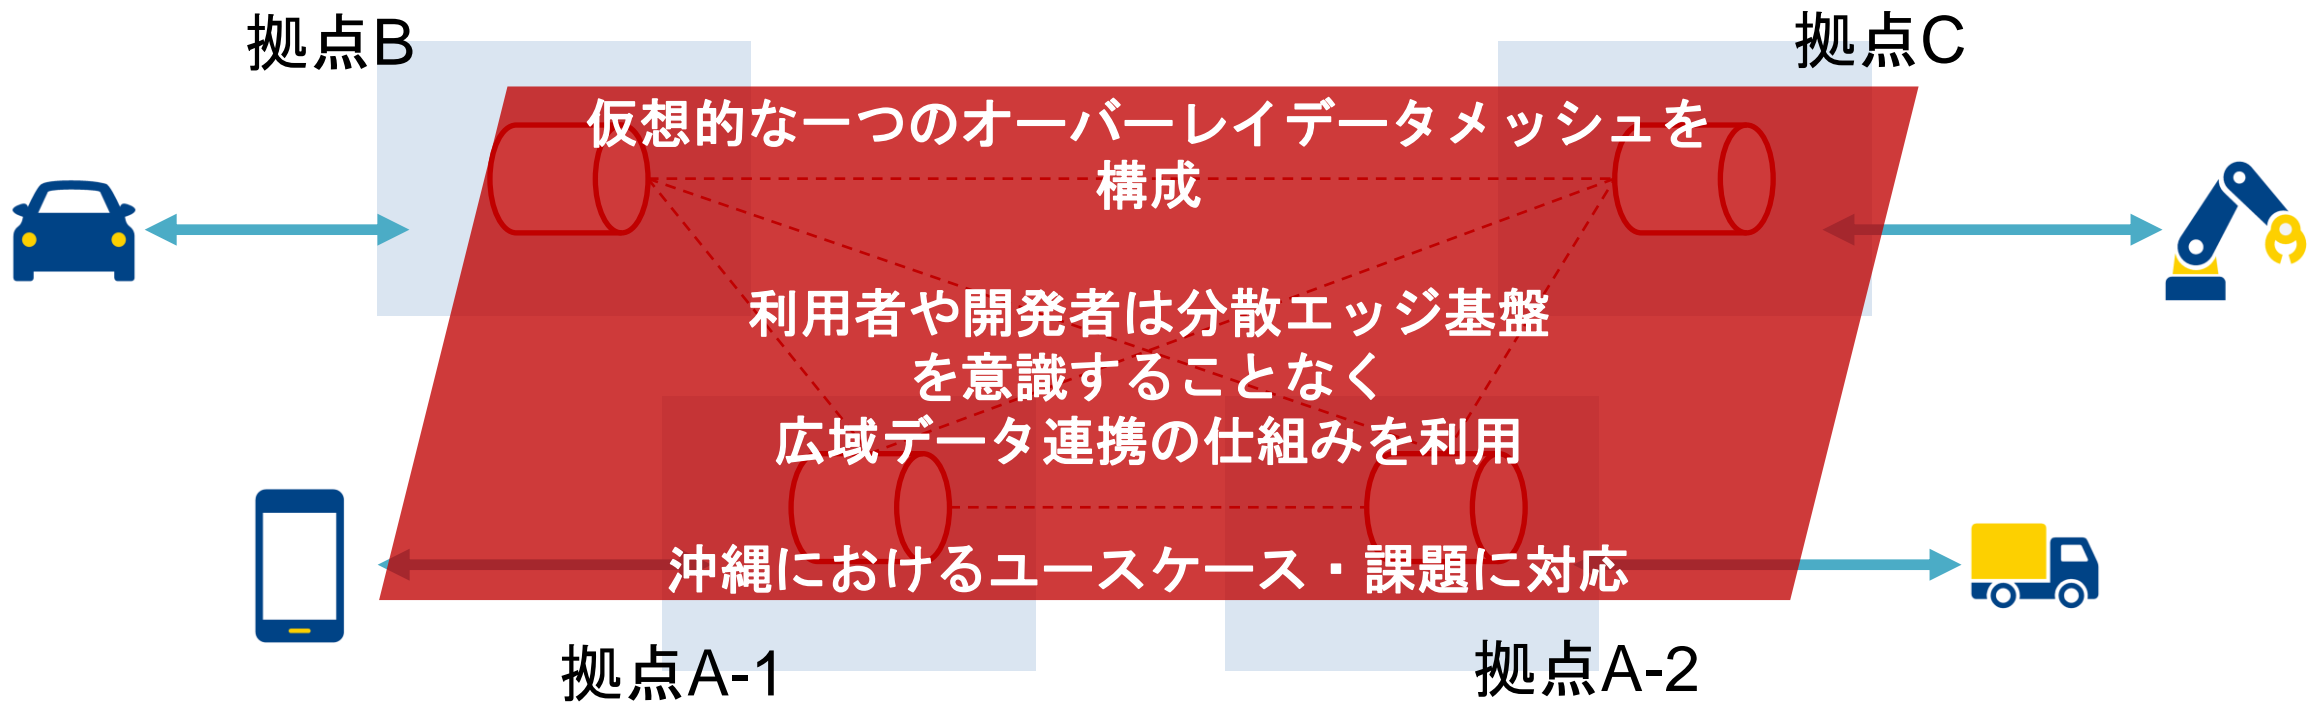 拠点B
拠点C
仮想的な一つのオーバーレイデータメッシュを
構成
利用者や開発者は分散エッジ基盤
を意識することなく
広域データ連携の仕組みを利用
沖縄におけるユースケース・課題に対応
拠点A-1
拠点A-2